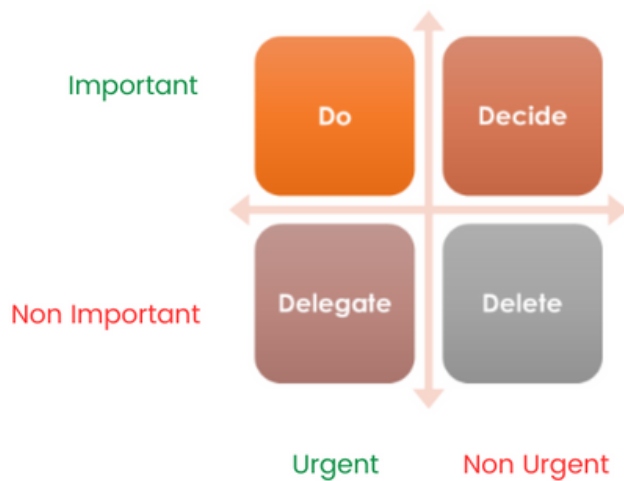 Important
Do
Decide
Non Important
Delegate
Delete
Urgent
Non Urgent